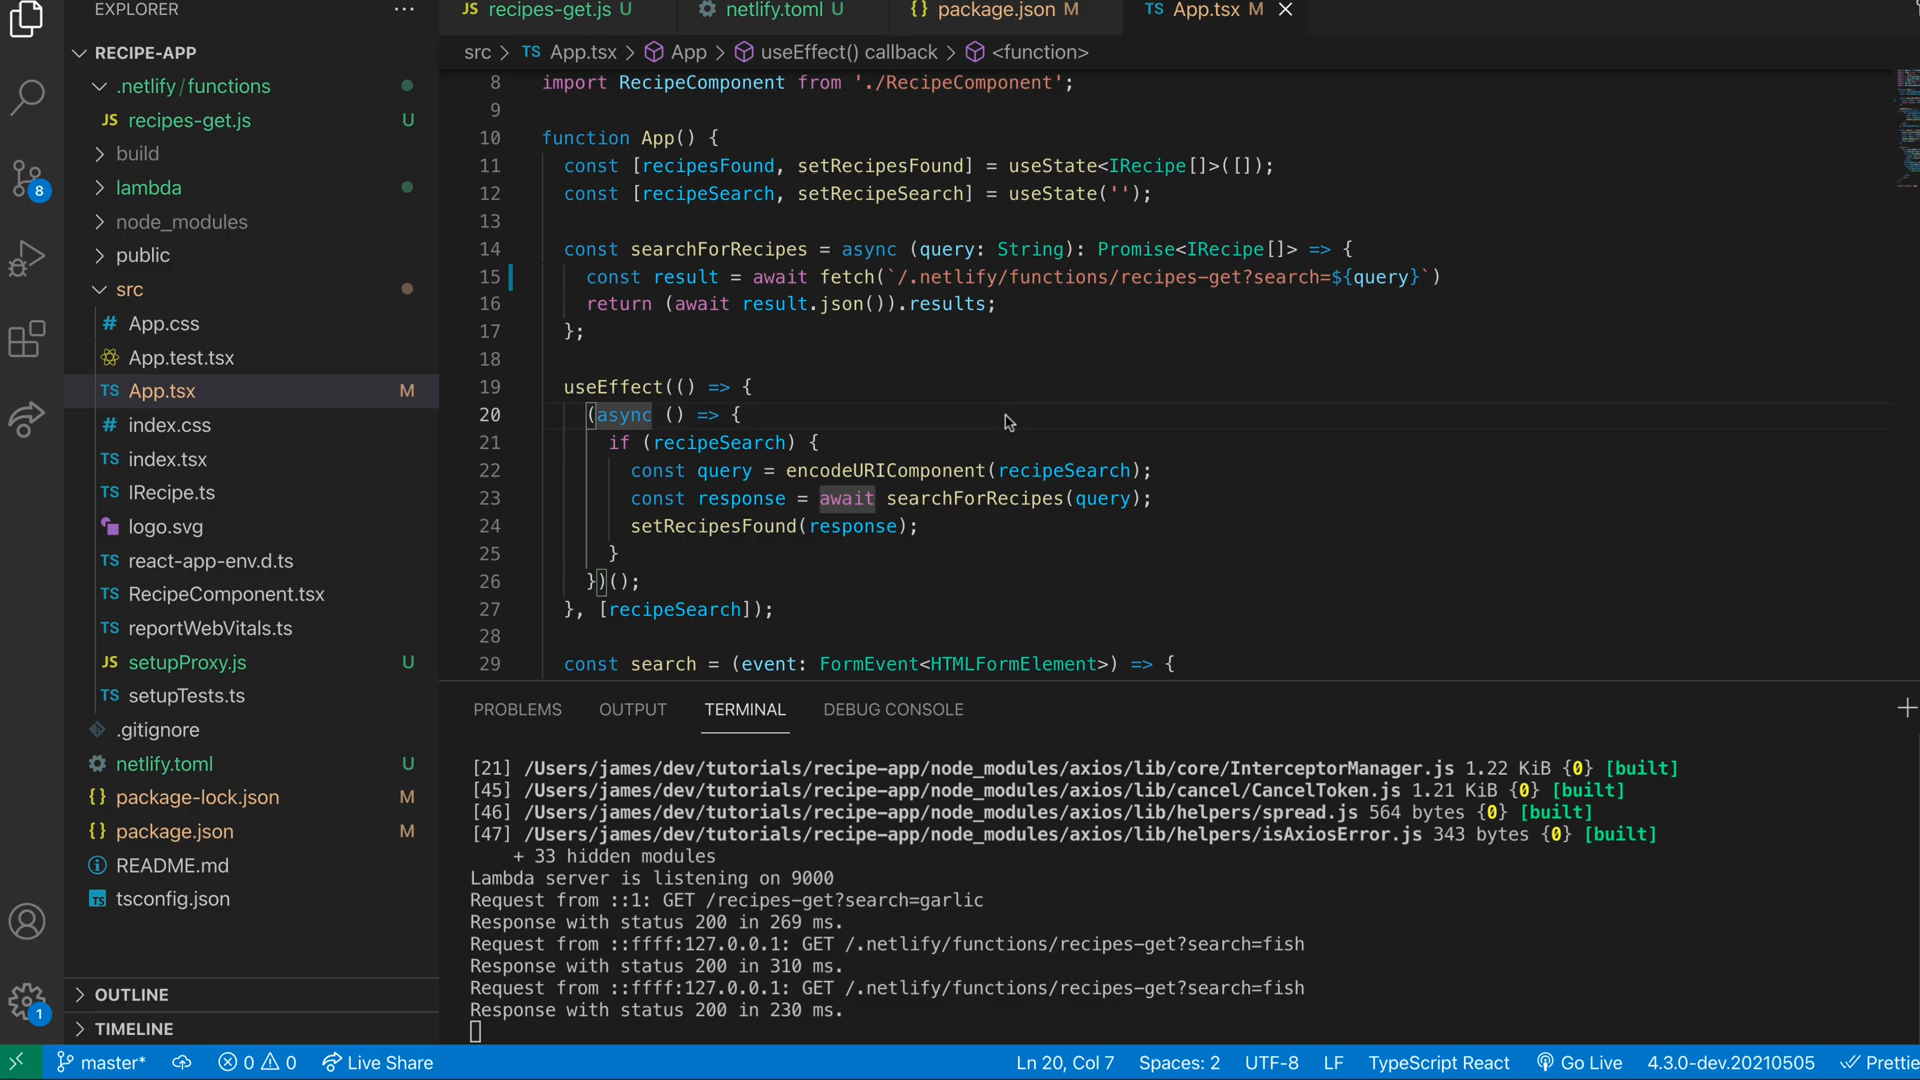 EXPLORER
RECIPE-APP
.netlify/functions
JS recipes-get.js U
build
lambda
node_modules
public
src
# App.css
App.test.tsx
TS App.tsx M
# index.css
TS index.tsx
TS IRecipe.ts
logo.svg
TS react-app-env.d.ts
TS RecipeComponent.tsx
TS reportWebVitals.ts
JS setupProxy.js U
TS setupTests.ts
.gitignore
netlify.toml U
{} package-lock.json M
{} package.json M
README.md
TS tsconfig.json
OUTLINE
TIMELINE
8
1
JS recipes-get.js U
netlify.toml U
{} package.json M
TS App.tsx M
src > TS App.tsx > App > useEffect() callback > <function>
8 import RecipeComponent from './RecipeComponent';
9
10 function App() {
11 const [recipesFound, setRecipesFound] = useState<IRecipe[]>([]);
12 const [recipeSearch, setRecipeSearch] = useState('');
13
14 const searchForRecipes = async (query: String): Promise<IRecipe[]> => {
15 const result = await fetch(`/.netlify/functions/recipes-get?search=${query}`)
16 return (await result.json()).results;
17 };
18
19 useEffect(() => {
20 (async () => {
21 if (recipeSearch) {
22 const query = encodeURIComponent(recipeSearch);
23 const response = await searchForRecipes(query);
24 setRecipesFound(response);
25 }
26 })();
27 }, [recipeSearch]);
28
29 const search = (event: FormEvent<HTMLFormElement>) => {
PROBLEMS OUTPUT TERMINAL DEBUG CONSOLE
[21] /Users/james/dev/tutorials/recipe-app/node_modules/axios/lib/core/InterceptorManager.js 1.22 KiB {0} [built]
[45] /Users/james/dev/tutorials/recipe-app/node_modules/axios/lib/cancel/CancelToken.js 1.21 KiB {0} [built]
[46] /Users/james/dev/tutorials/recipe-app/node_modules/axios/lib/helpers/spread.js 564 bytes {0} [built]
[47] /Users/james/dev/tutorials/recipe-app/node_modules/axios/lib/helpers/isAxiosError.js 343 bytes {0} [built]
+ 33 hidden modules
Lambda server is listening on 9000
Request from ::1: GET /recipes-get?search=garlic
Response with status 200 in 269 ms.
Request from ::ffff:127.0.0.1: GET /.netlify/functions/recipes-get?search=fish
Response with status 200 in 310 ms.
Request from ::ffff:127.0.0.1: GET /.netlify/functions/recipes-get?search=fish
Response with status 200 in 230 ms.
master* 0 0 Live Share Ln 20, Col 7 Spaces: 2 UTF-8 LF TypeScript React Go Live 4.3.0-dev.20210505 Prettie